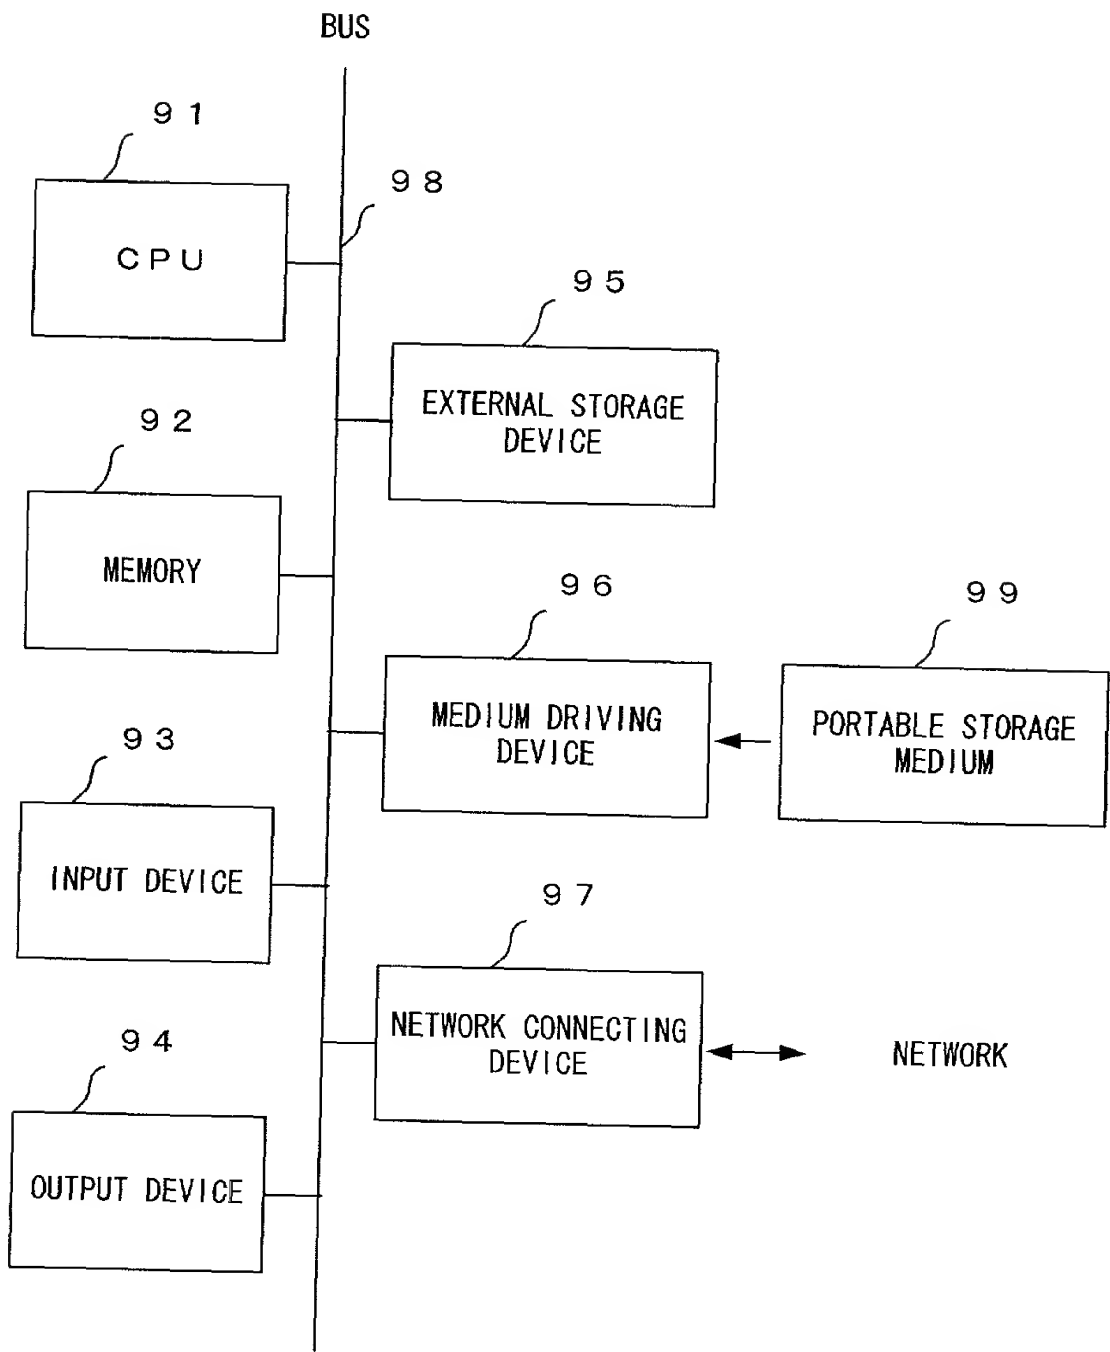 BUS
91
CPU
98
95
EXTERNAL STORAGE
DEVICE
92
MEMORY
96
MEDIUM DRIVING
DEVICE
99
PORTABLE STORAGE
MEDIUM
93
INPUT DEVICE
97
NETWORK CONNECTING
DEVICE
NETWORK
94
OUTPUT DEVICE